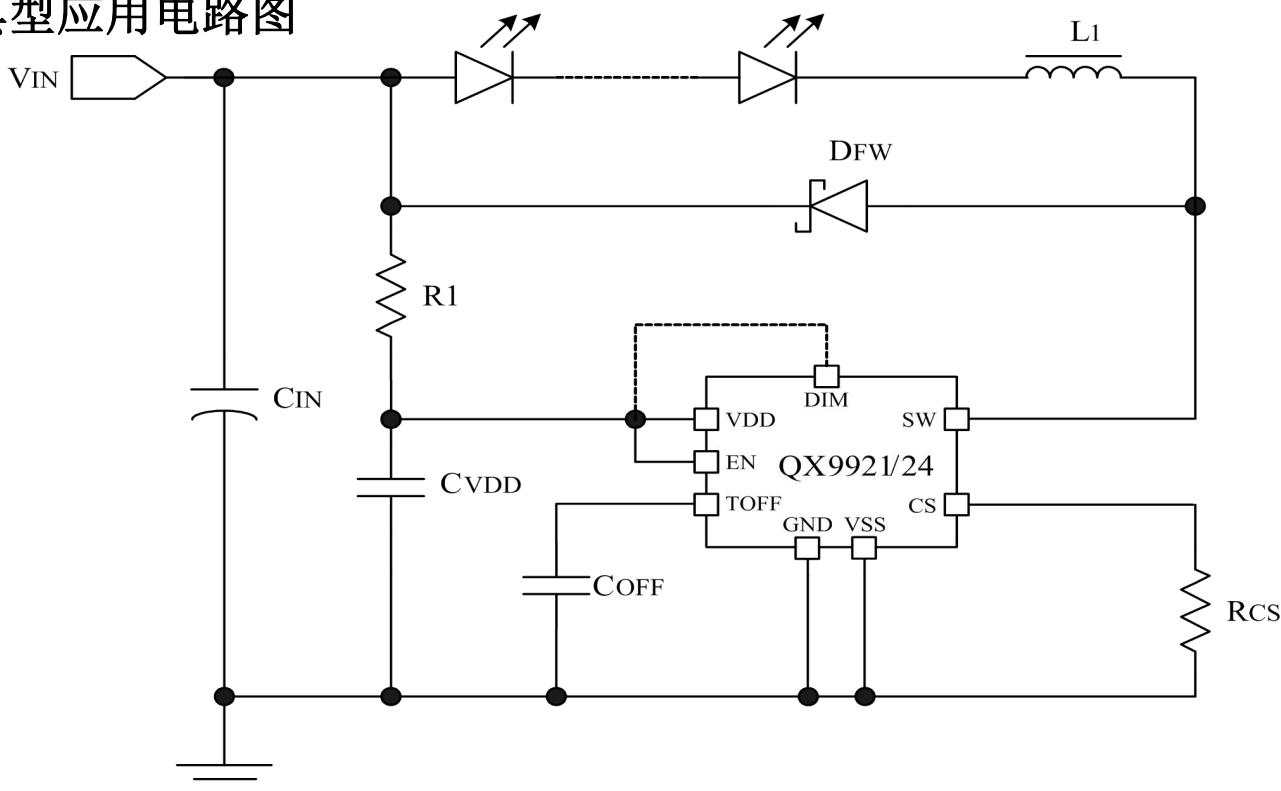 型应用电路图
L1
VIN
DFW
R1
CIN
DIM
VDD
SW
EN
QX9921/24
CVDD
TOFF
CS
GND
VSS
COFF
RCS